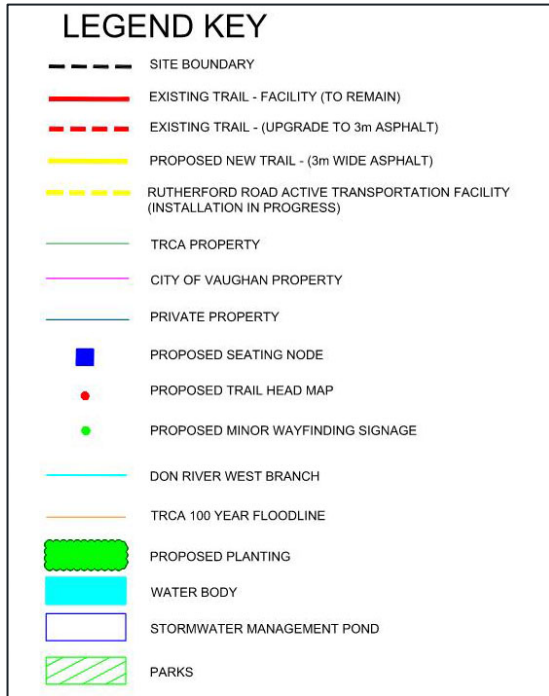 LEGEND KEY
SITE BOUNDARY
EXISTING TRAIL - FACILITY (TO REMAIN)
EXISTING TRAIL - (UPGRADE TO 3m ASPHALT)
PROPOSED NEW TRAIL - (3m WIDE ASPHALT)
RUTHERFORD ROAD ACTIVE TRANSPORTATION FACILITY
(INSTALLATION IN PROGRESS)
TRCA PROPERTY
CITY OF VAUGHAN PROPERTY
PRIVATE PROPERTY
PROPOSED SEATING NODE
PROPOSED TRAIL HEAD MAP
PROPOSED MINOR WAYFINDING SIGNAGE
DON RIVER WEST BRANCH
TRCA 100 YEAR FLOODLINE
PROPOSED PLANTING
WATER BODY
STORMWATER MANAGEMENT POND
PARKS